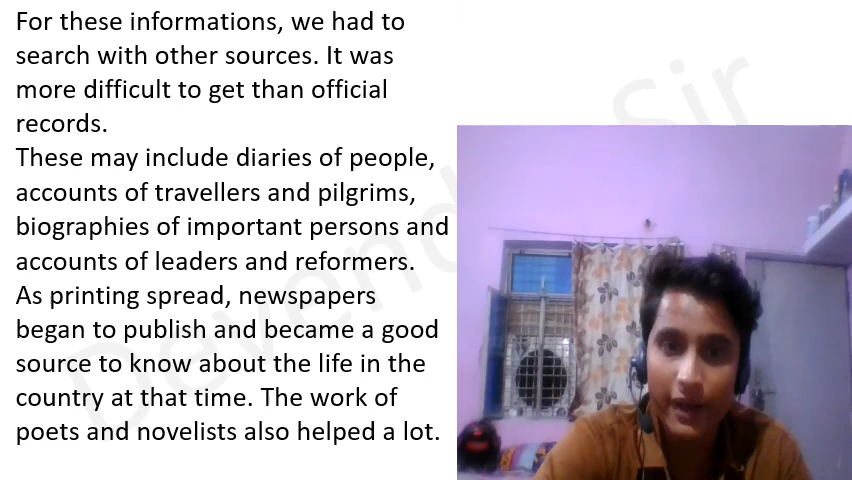 For these informations, we had to
search with other sources. It was
more difficult to get than official
records.
These may include diaries of people,
accounts of travellers and pilgrims,
biographies of important persons and
accounts of leaders and reformers.
As printing spread, newspapers
began to publish and became a good
source to know about the life in the
country at that time. The work of
poets and novelists also helped a lot.
Sir